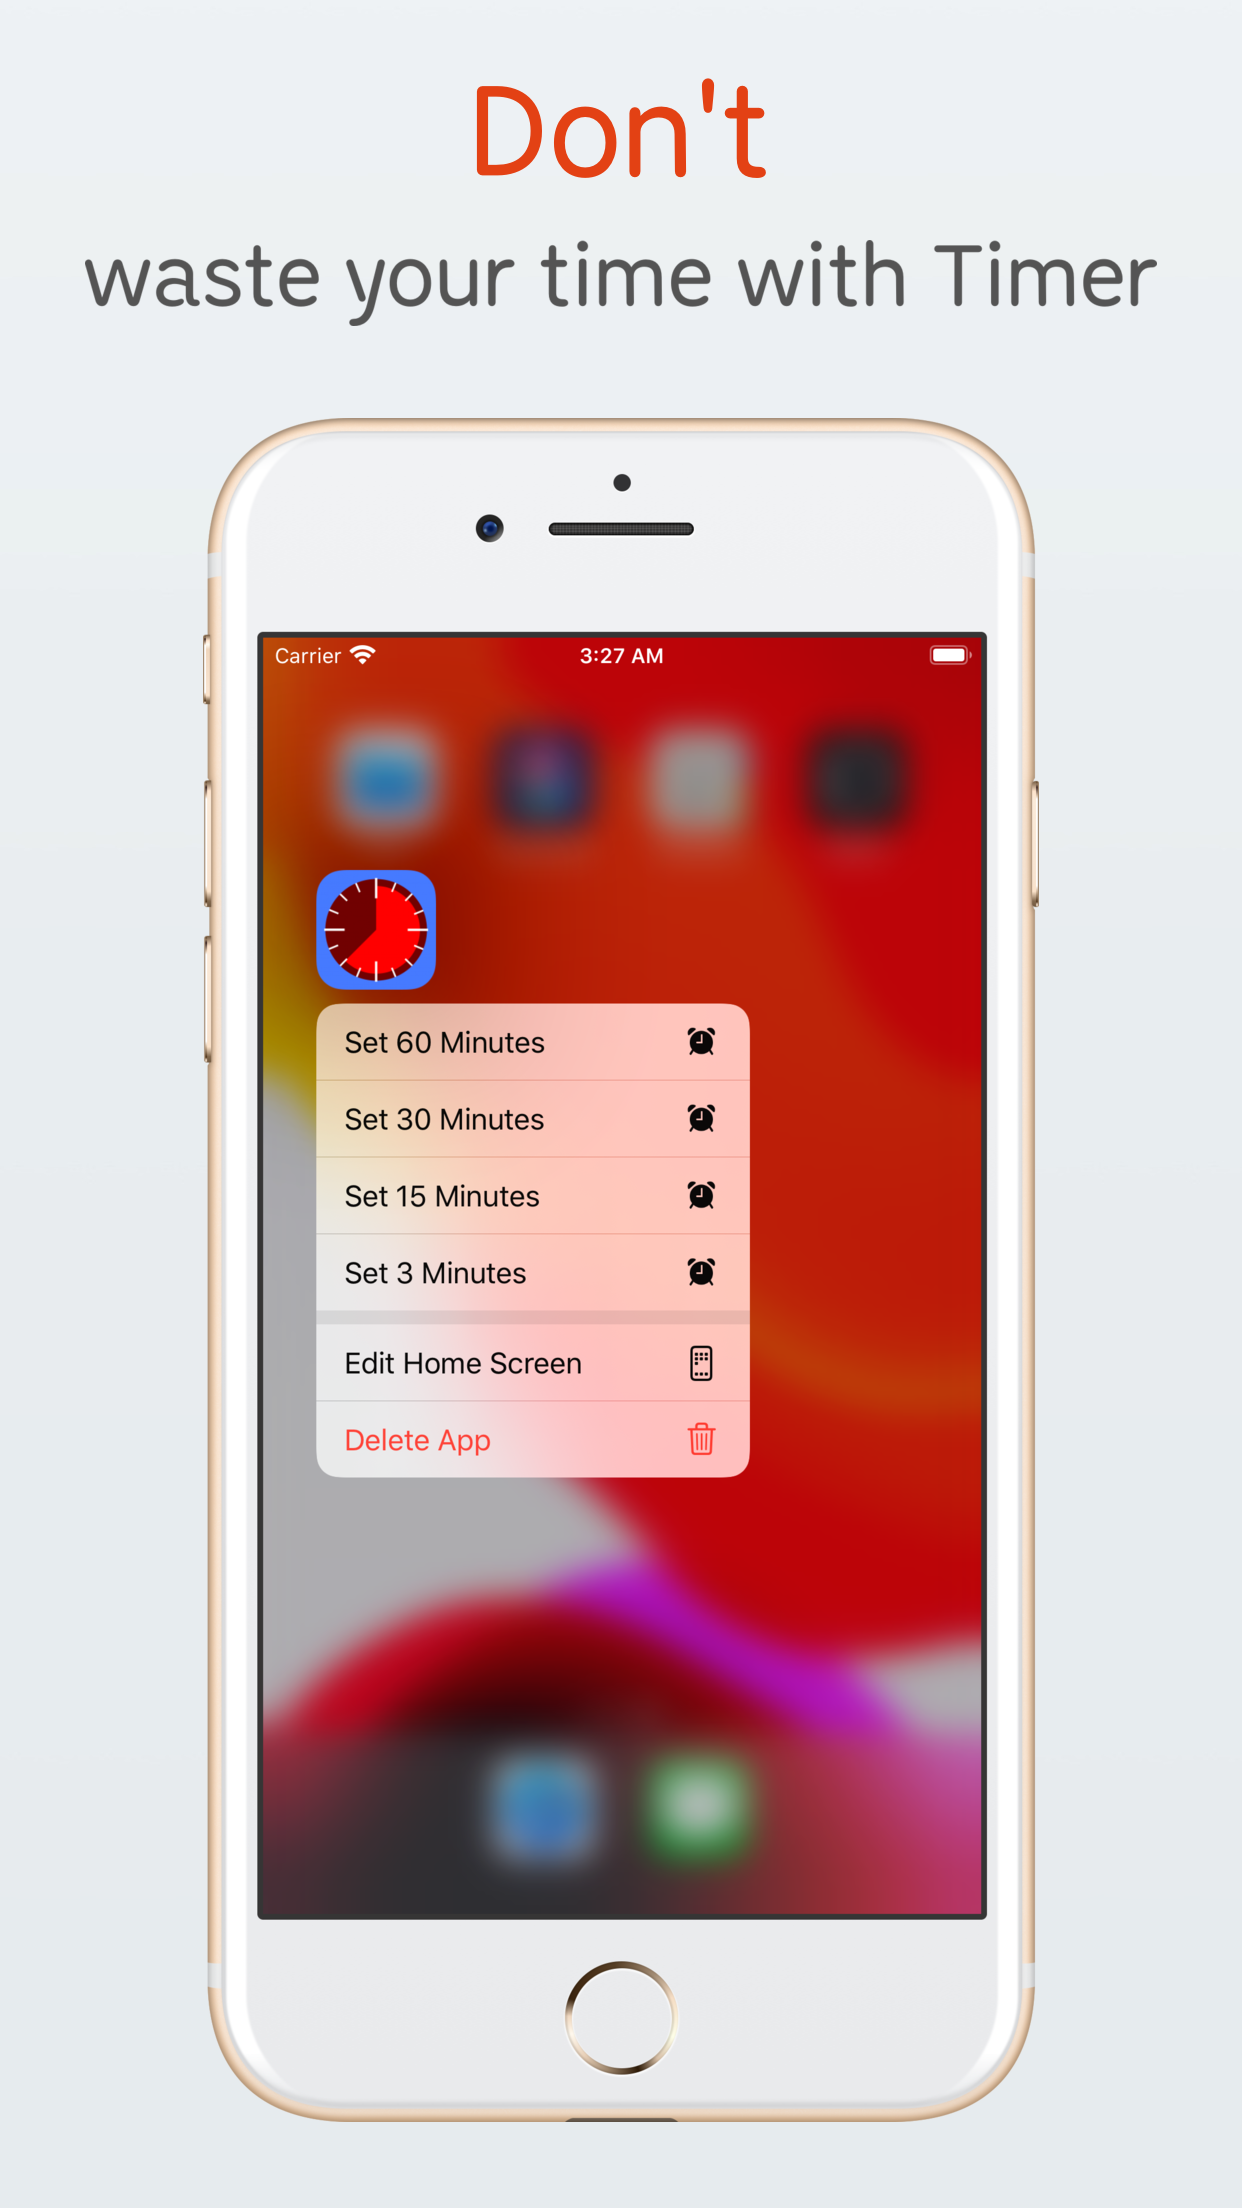 Don't
waste your time with Timer
Carrier 3:27 AM
Set 60 Minutes
Set 30 Minutes
Set 15 Minutes
Set 3 Minutes
Edit Home Screen
Delete App